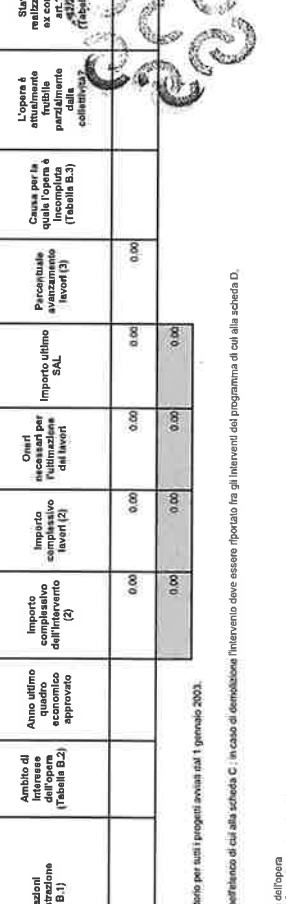 azioni
strazione
B.1)
Ambito di
interesse
dell'opera
(Tabella B.2)
Anno ultimo
quadro
economico
approvato
Importo
complessivo
dell'intervento
(2)
Importo
complessivo
lavori (2)
Oneri
necessari per
l'ultimazione
dei lavori
Importo ultimo
SAL
Percentuale
avanzamento
lavori (3)
Causa per la
quale l'opera è
incompiuta
(Tabella B.3)
L'opera è
attualmente
fruibile
parzialmente
dalla
collettività?
Sta
realizz
ex co
art.
(Tabel
0.00 0.00 0.00 0.00 0.00
0.00 0.00 0.00 0.00
torio per tutti i progetti avviati dal 1 gennaio 2003.
nell'elenco di cui alla scheda C ; in caso di demolizione l'intervento deve essere riportato fra gli interventi del programma di cui alla scheda D.
dell'opera